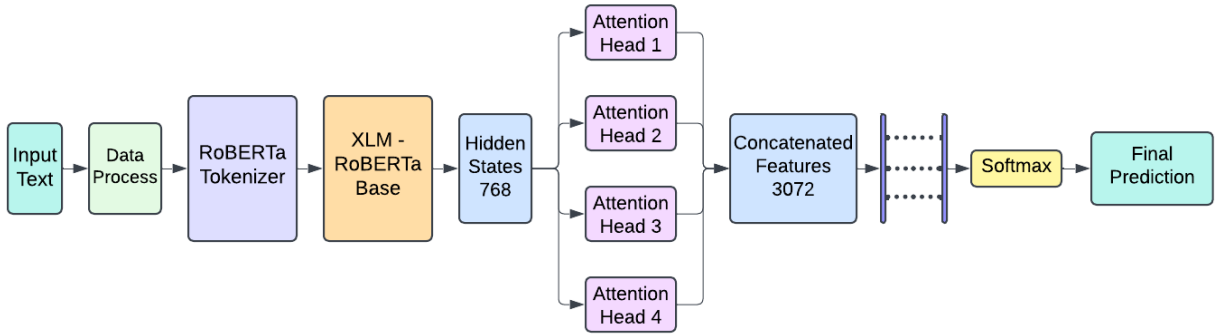 Input
Text
Data
Process
RoBERTa
Tokenizer
XLM -
RoBERTa
Base
Hidden
States
768
Attention
Head 1
Attention
Head 2
Attention
Head 3
Attention
Head 4
Concatenated
Features
3072
Softmax
Final
Prediction